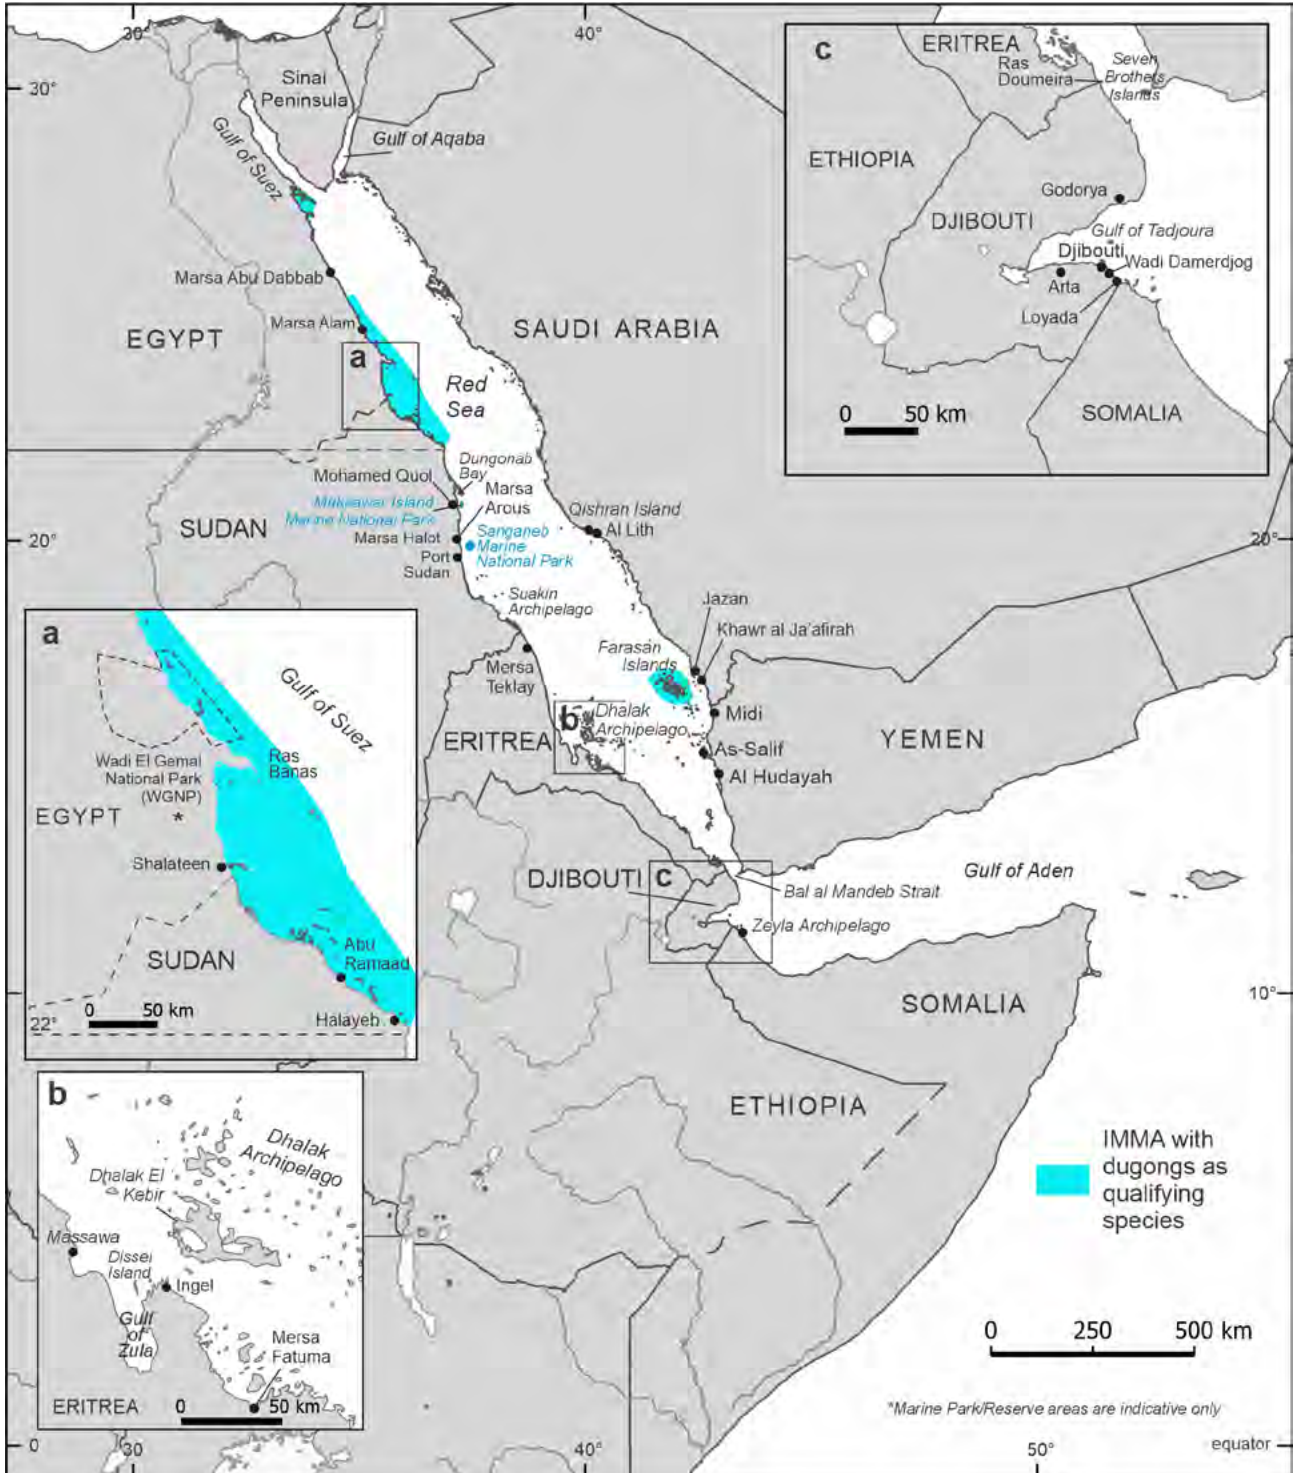 30°
40°
30°
Sinai
Peninsula
Gulf of Aqaba
Gulf of Suez
Marsa Abu Dabbab
Marsa Alam
EGYPT
SAUDI ARABIA
a
Red
Sea
Dungonab
Bay
Mohamed Quol
Marsa
Arous
Mukkawar Island
Marine National Park
SUDAN
Marsa Halot
Sanganeb
Marine
National Park
Port
Sudan
Qishran Island
Al Lith
20°
20°
Suakin
Archipelago
Jazan
Khawr al Ja'afirah
Farasan
Islands
Mersa
Teklay
b
Dhalak
Archipelago
Midi
ERITREA
As-Salif
YEMEN
Al Hudayah
DJIBOUTI
c
Gulf of Aden
Bal al Mandeb Strait
Zeyla Archipelago
SOMALIA
10°
ETHIOPIA
IMMA with
dugongs as
qualifying
species
0 250 500 km
*Marine Park/Reserve areas are indicative only
0
30
40°
50°
equator
c
ERITREA
Ras
Doumeira
Seven
Brothers
Islands
ETHIOPIA
Godorya
DJIBOUTI
Gulf of Tadjoura
Djibouti
Wadi Damerdjog
Arta
Loyada
SOMALIA
0 50 km
a
Gulf of Suez
Wadi El Gemal
National Park
(WGNP)
*
Ras
Banas
EGYPT
Shalateen
SUDAN
Abu
Ramaad
0 50 km
22°
Halayeb
b
Dhalak
Archipelago
Dhalak El
Kebir
Massawa
Dissei
Island
Ingel
Gulf
of
Zula
Mersa
Fatuma
ERITREA
0 50 km